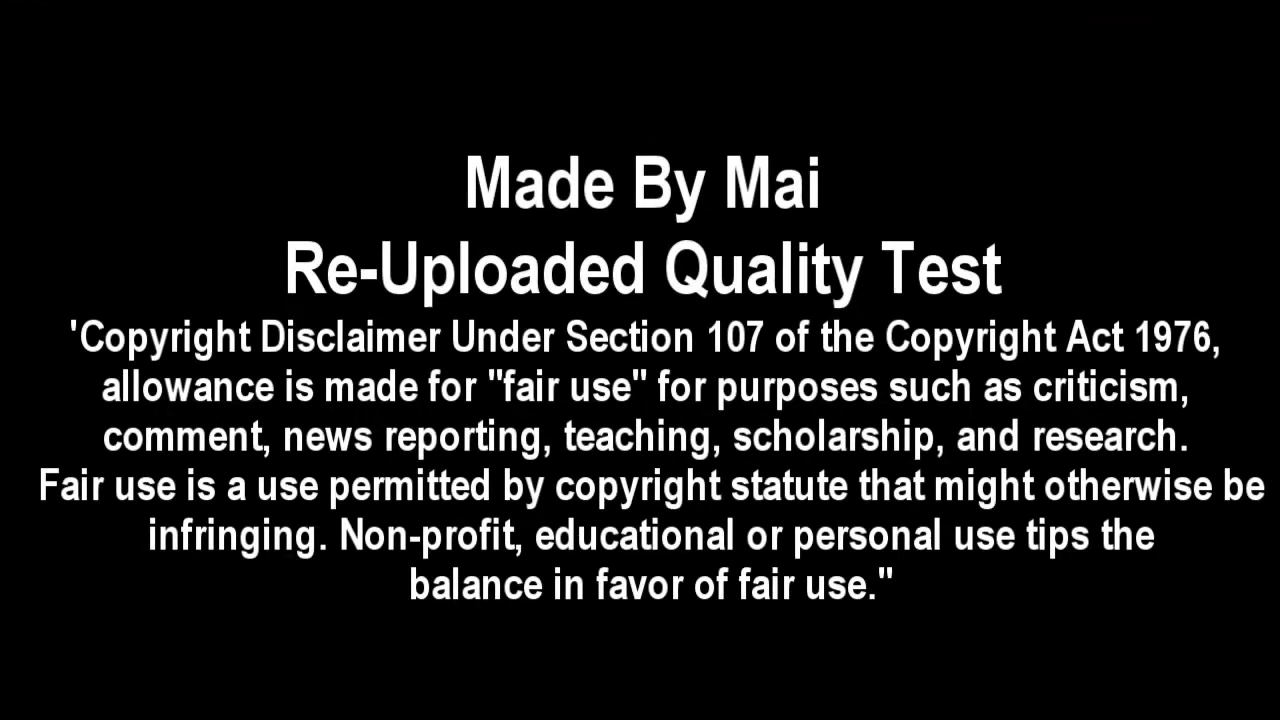 Made By Mai
Re-Uploaded Quality Test
'Copyright Disclaimer Under Section 107 of the Copyright Act 1976,
allowance is made for "fair use" for purposes such as criticism,
comment, news reporting, teaching, scholarship, and research.
Fair use is a use permitted by copyright statute that might otherwise be
infringing. Non-profit, educational or personal use tips the
balance in favor of fair use."